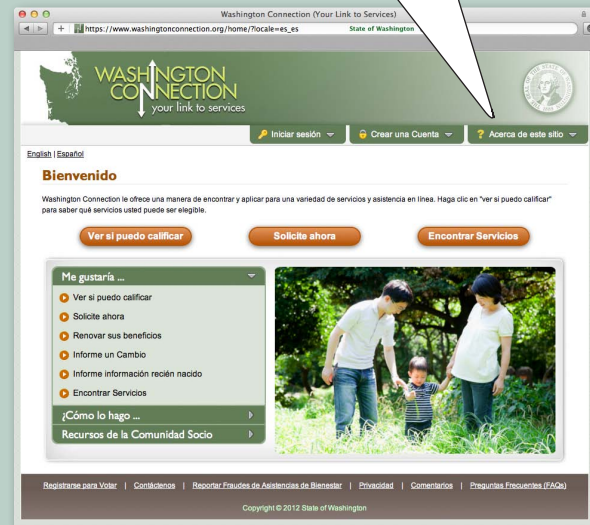 Washington Connection (Your Link to Services)
https://www.washingtonconnection.org/home/?locale=es_es
State of Washington
WASHINGTON
CONNECTION
your link to services
Iniciar sesión
Crear una Cuenta
? Acerca de este sitio
English | Español
Bienvenido
Washington Connection le ofrece una manera de encontrar y aplicar para una variedad de servicios y asistencia en línea. Haga clic en "ver si puedo calificar"
para saber qué servicios usted puede ser elegible.
Ver si puedo calificar
Solicite ahora
Encontrar Servicios
Me gustaría ...
Ver si puedo calificar
Solicite ahora
Renovar sus beneficios
Informe un Cambio
Informe información recién nacido
Encontrar Servicios
¿Cómo lo hago ...
Recursos de la Comunidad Socio
Registrarse para Votar | Contáctenos | Reportar Fraudes de Asistencias de Bienestar | Privacidad | Comentarios | Preguntas Frecuentes (FAQs)
Copyright © 2012 State of Washington